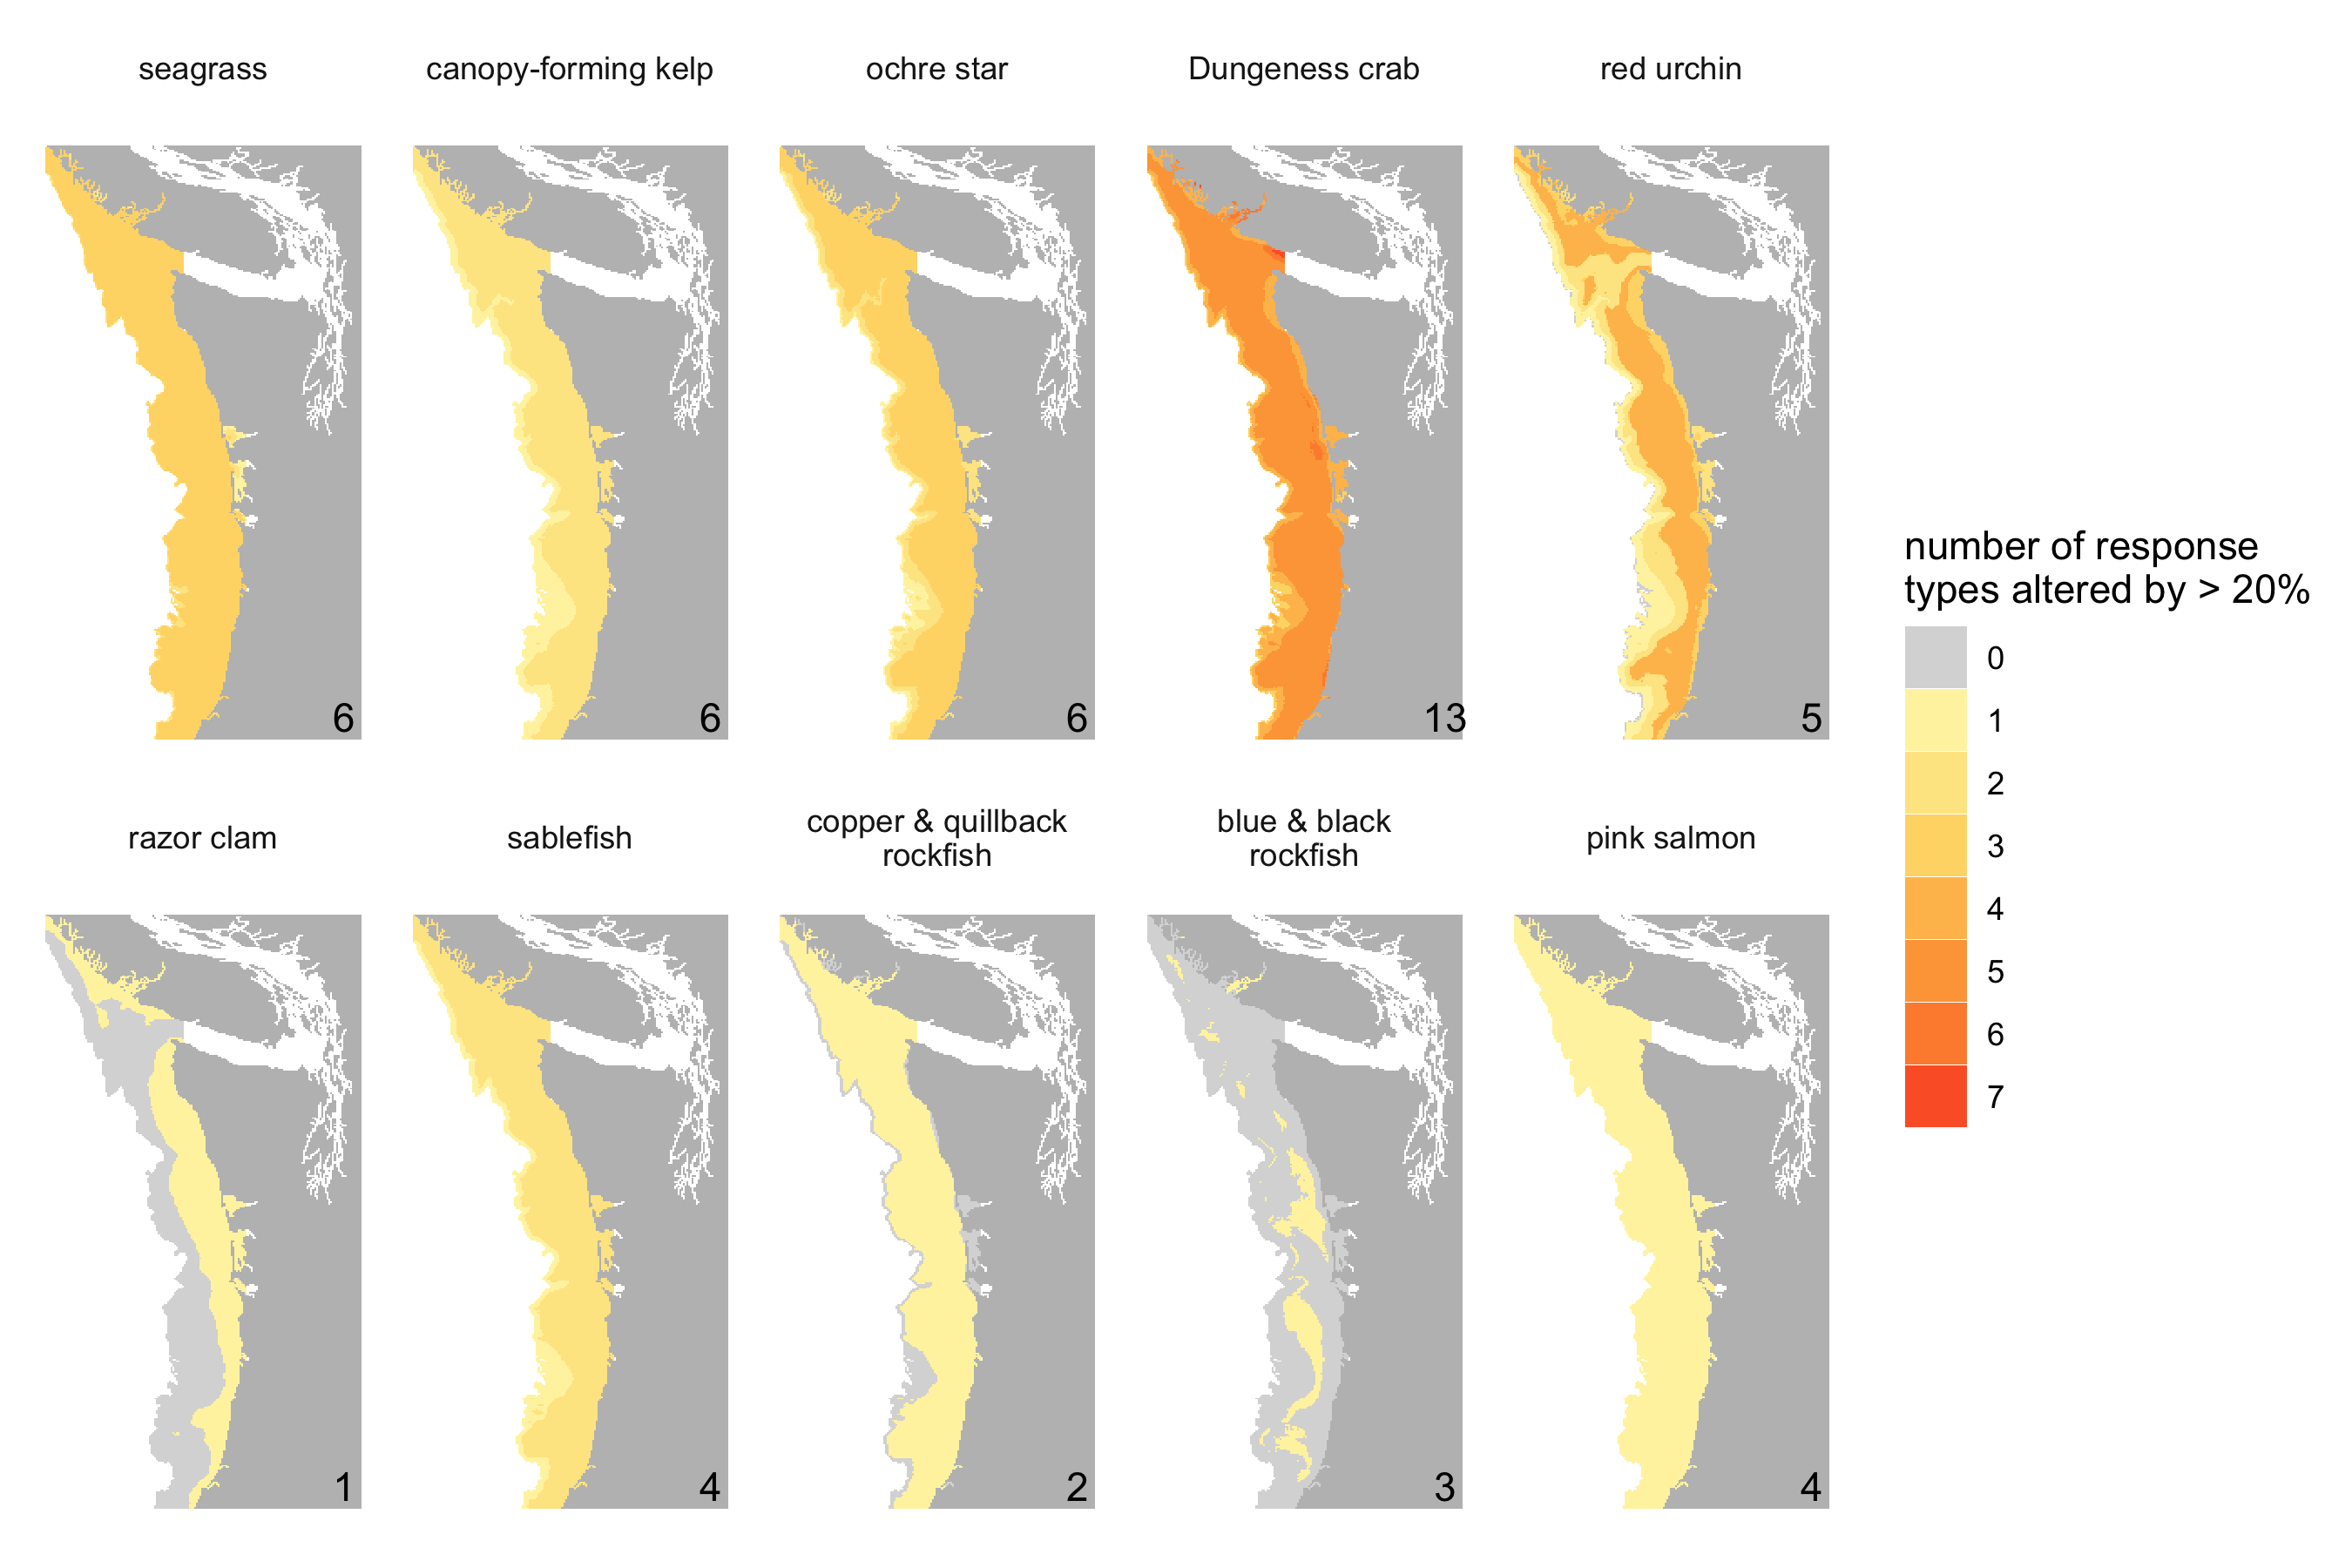 seagrass
canopy-forming kelp
ochre star
Dungeness crab
red urchin
6
6
6
13
5
razor clam
sablefish
copper & quillback
rockfish
blue & black
rockfish
pink salmon
1
4
2
3
4
number of response
types altered by > 20%
0
1
2
3
4
5
6
7